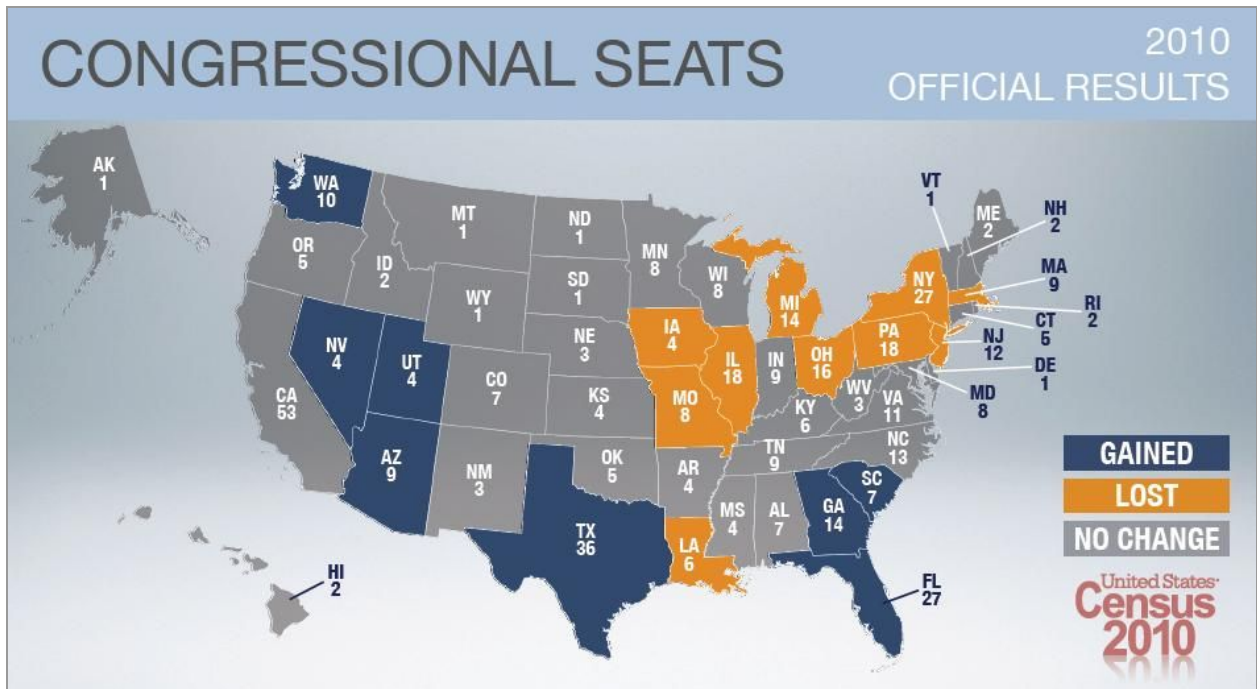 CONGRESSIONAL SEATS
2010
OFFICIAL RESULTS
AK
1
WA
10
OR
5
ID
2
MT
1
ND
1
MN
8
WI
8
MI
14
VT
1
ME
2
NH
2
NY
27
MA
9
RI
2
CT
5
NJ
12
DE
1
MD
8
PA
18
WY
1
SD
1
NE
3
IA
4
IL
18
IN
9
OH
16
WV
3
VA
11
NV
4
UT
4
CO
7
KS
4
MO
8
KY
6
CA
53
AZ
9
NM
3
OK
5
AR
4
TN
9
NC
13
SC
7
TX
36
LA
6
MS
4
AL
7
GA
14
FL
27
HI
2
GAINED
LOST
NO CHANGE
United States
Census
2010